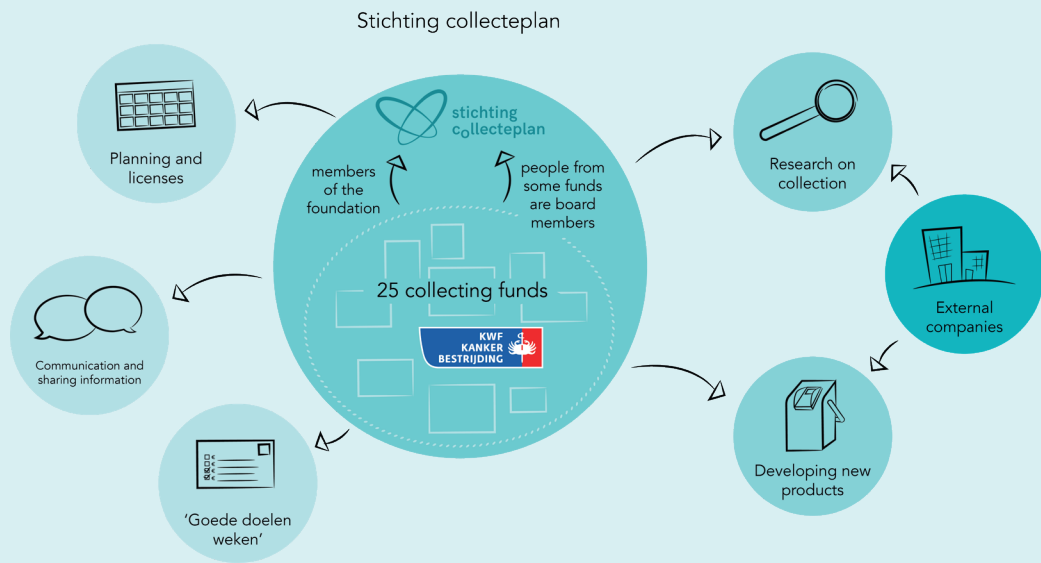 Stichting collecteplan
stichting
collecteplan
members
of the
foundation
people from
some funds
are board
members
25 collecting funds
KWF
KANKER
BESTRIJDING
Planning and
licenses
Communication and
sharing information
€
€
€
€
'Goede doelen
weken'
Research on
collection
External
companies
Developing new
products